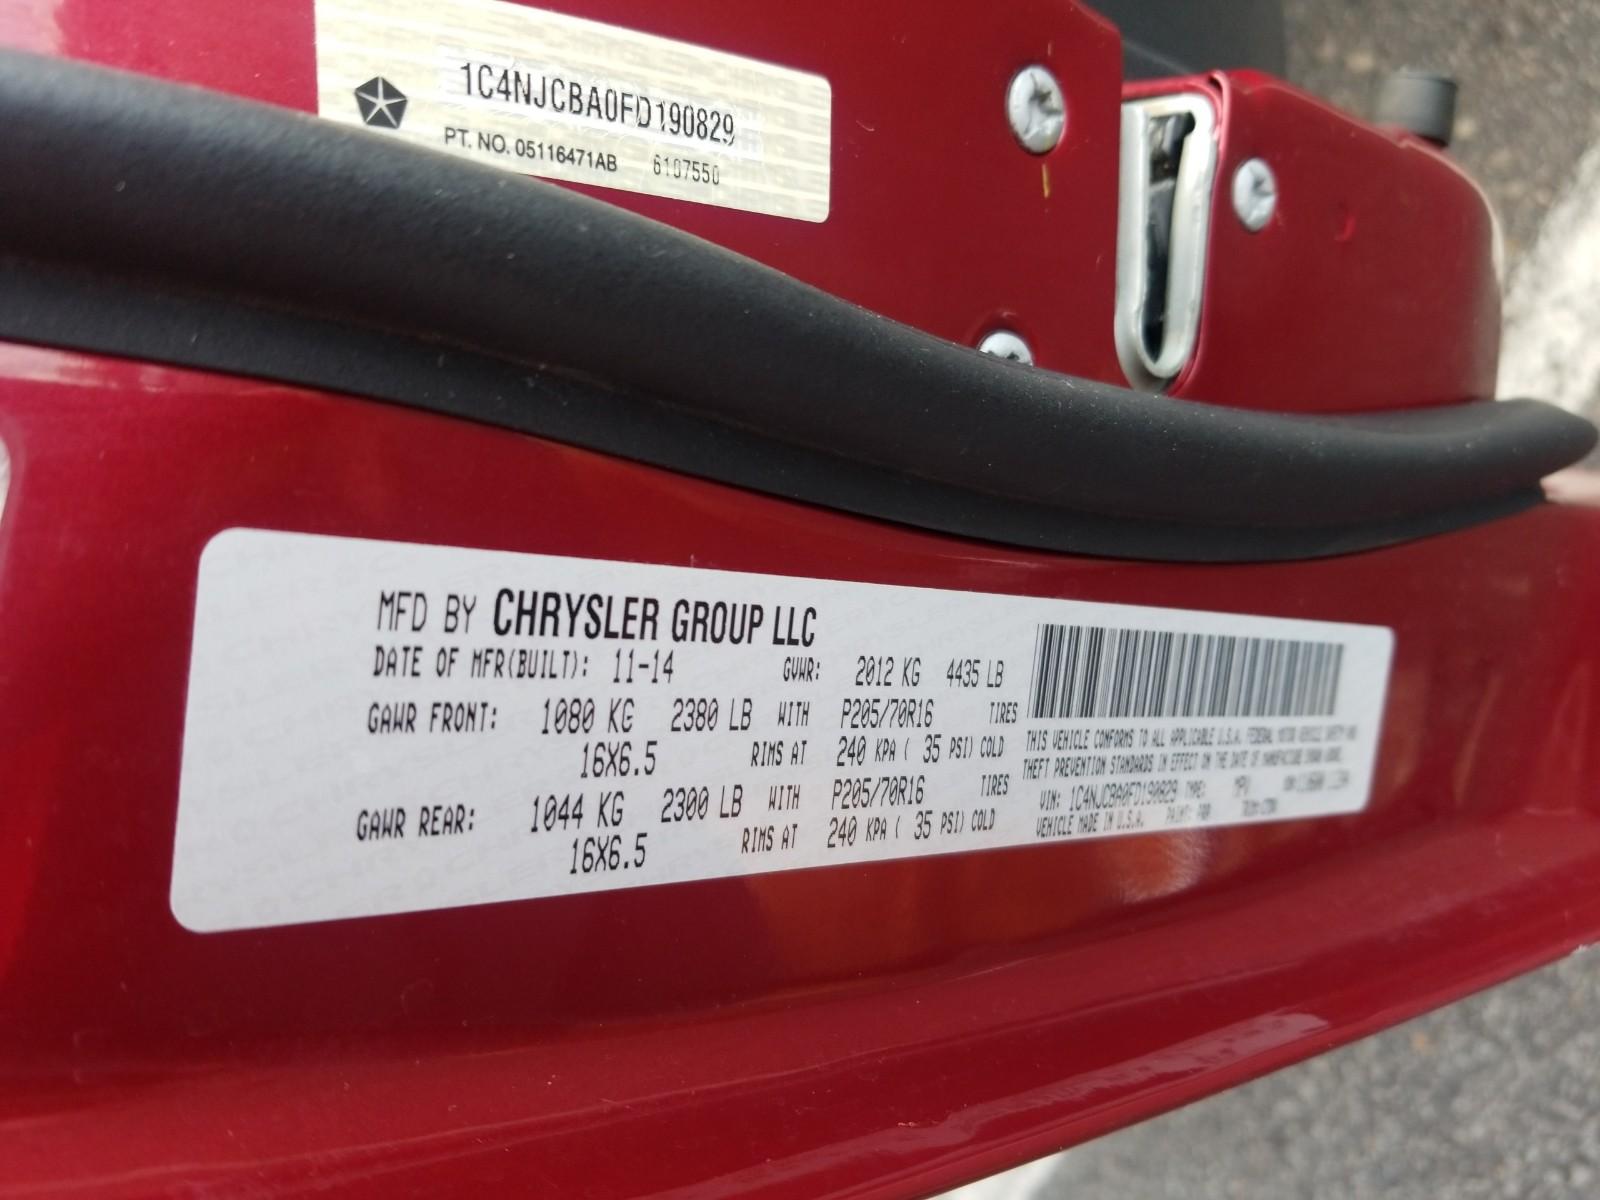 1C4NJCBA0FD190829
PT. NO. 05116471AB 6107550
MFD BY CHRYSLER GROUP LLC
DATE OF MFR(BUILT): 11-14 GVWR: 2012 KG 4435 LB
GAWR FRONT: 1080 KG 2380 LB WITH P205/70R16 TIRES
16X6.5 RIMS AT 240 KPA ( 35 PSI) COLD
GAWR REAR: 1044 KG 2300 LB WITH P205/70R16 TIRES
16X6.5 RIMS AT 240 KPA ( 35 PSI) COLD
THIS VEHICLE CONFORMS TO ALL APPLICABLE U.S.A. FEDERAL MOTOR VEHICLE SAFETY AND
THEFT PREVENTION STANDARDS IN EFFECT ON THE DATE OF MANUFACTURE SHOWN ABOVE.
VIN: 1C4NJCBA0FD190829 TYPE: MPV
VEHICLE MADE IN U.S.A. PAINT: